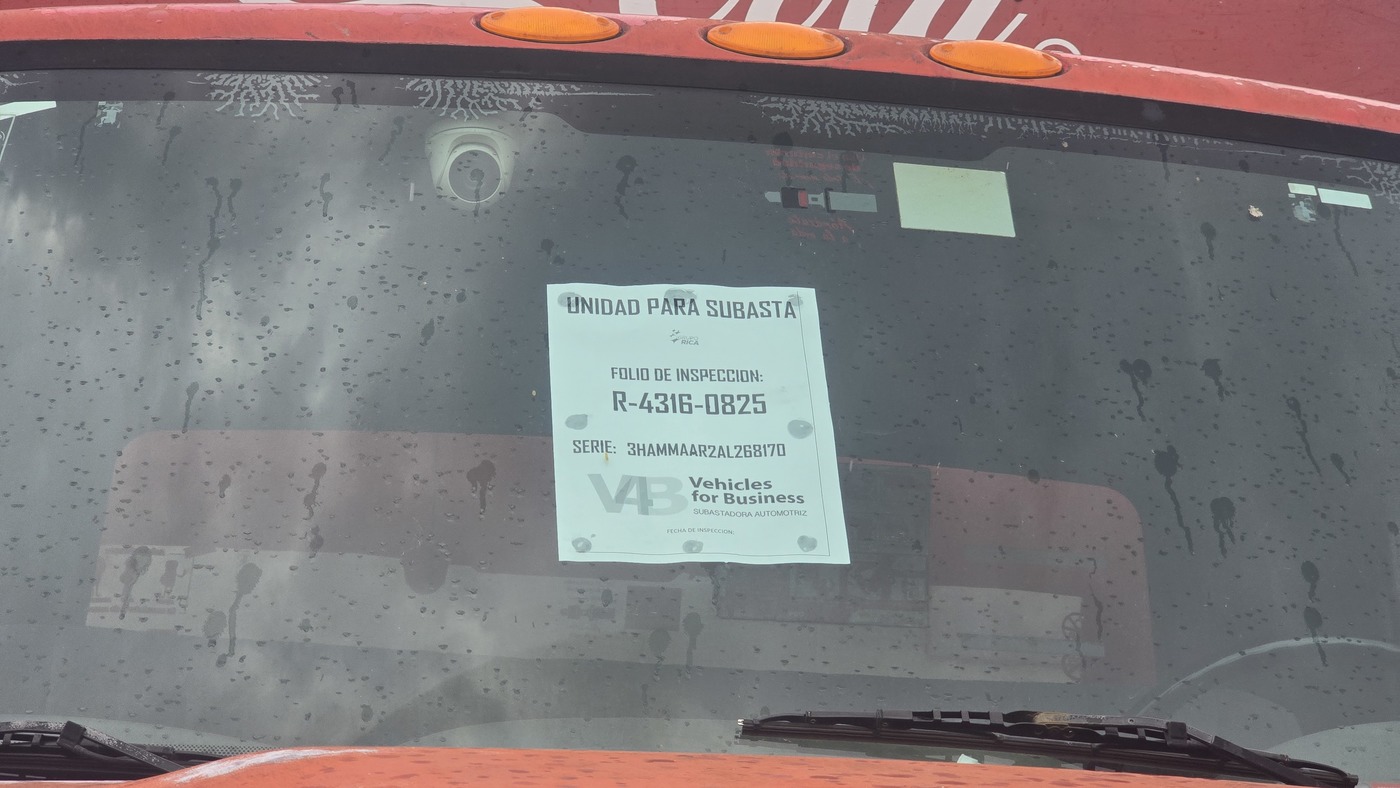 UNIDAD PARA SUBASTA
RICA
FOLIO DE INSPECCION:
R-4316-0825
SERIE: 3HAMMAAR2AL268170
V4B Vehicles
for Business
SUBASTADORA AUTOMOTRIZ
FECHA DE INSPECCION: